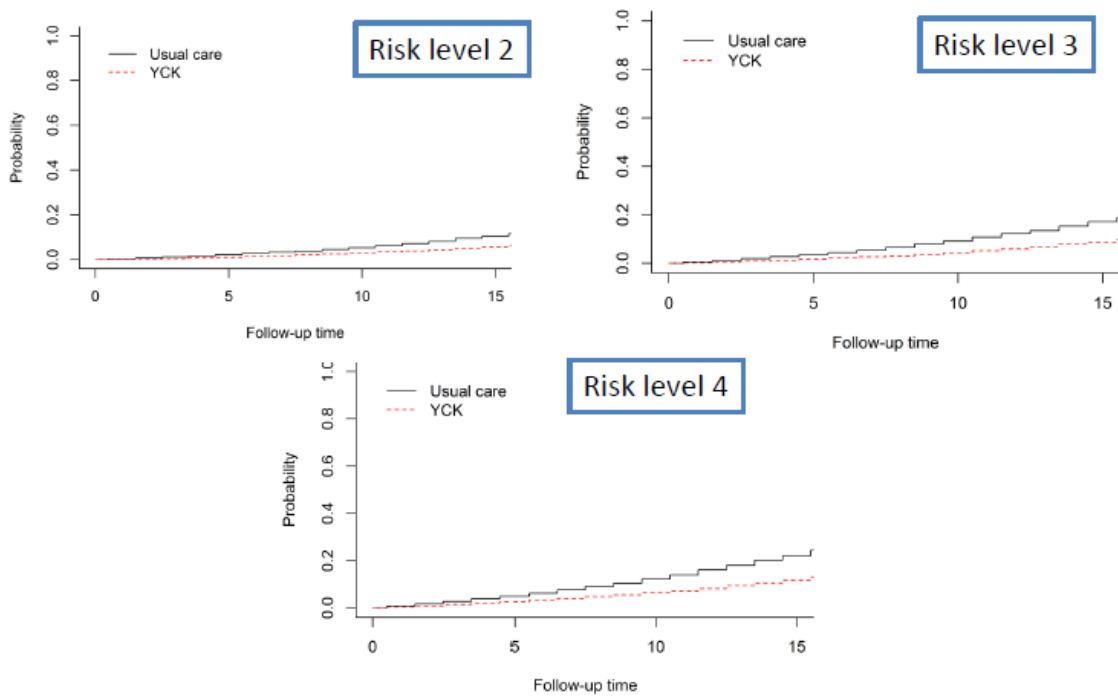 Risk level 2
Usual care
YCK
Probability
1.0
0.8
0.6
0.4
0.2
0.0
0 5 10 15
Follow-up time
Risk level 3
Usual care
YCK
Probability
1.0
0.8
0.6
0.4
0.2
0.0
0 5 10 15
Follow-up time
Risk level 4
Usual care
YCK
Probability
1.0
0.8
0.6
0.4
0.2
0.0
0 5 10 15
Follow-up time